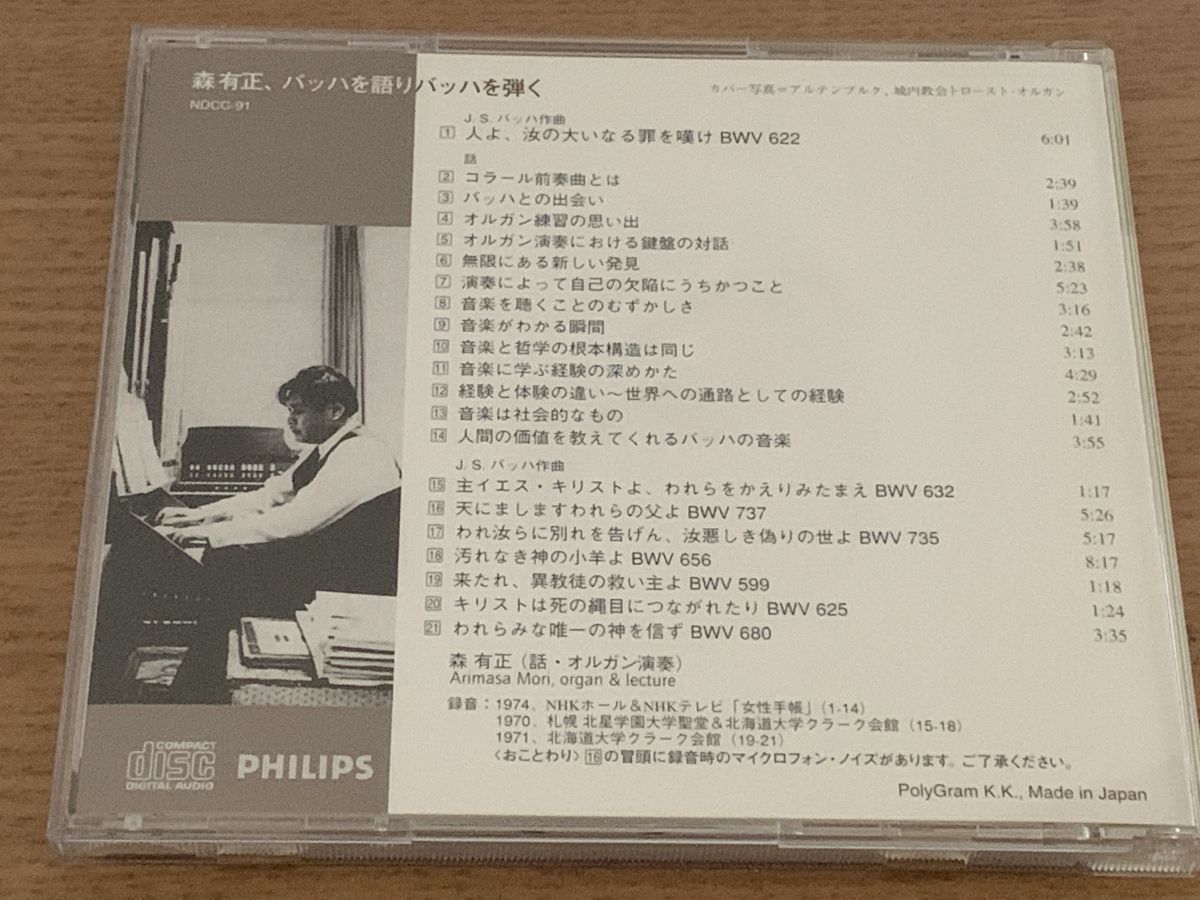 森 有正、バッハを語りバッハを弾く
NDCC-91
カバー写真=アルテンブルク、城内教会トロースト・オルガン
J. S. バッハ作曲
1 人よ、汝の大いなる罪を嘆け BWV 622 6:01
話
2 コラール前奏曲とは 2:39
3 バッハとの出会い 1:39
4 オルガン練習の思い出 3:58
5 オルガン演奏における鍵盤の対話 1:51
6 無限にある新しい発見 2:38
7 演奏によって自己の欠陥にうちかつこと 5:23
8 音楽を聴くことのむずかしさ 3:16
9 音楽がわかる瞬間 2:42
10 音楽と哲学の根本構造は同じ 3:13
11 音楽に学ぶ経験の深めかた 4:29
12 経験と体験の違い〜世界への通路としての経験 2:52
13 音楽は社会的なもの 1:41
14 人間の価値を教えてくれるバッハの音楽 3:55
J. S. バッハ作曲
15 主イエス・キリストよ、われらをかえりみたまえ BWV 632 1:17
16 天にましますわれらの父よ BWV 737 5:26
17 われ汝らに別れを告げん、汝悪しき偽りの世よ BWV 735 5:17
18 汚れなき神の小羊よ BWV 656 8:17
19 来たれ、異教徒の救い主よ BWV 599 1:18
20 キリストは死の縄目につながれたり BWV 625 1:24
21 われらみな唯一の神を信ず BWV 680 3:35
森 有正（話・オルガン演奏）
Arimasa Mori, organ & lecture
録音：1974、NHKホール＆NHKテレビ「女性手帳」(1-14)
1970、札幌 北星学園大学聖堂＆北海道大学クラーク会館 (15-18)
1971、北海道大学クラーク会館 (19-21)
〈おことわり〉16の冒頭に録音時のマイクロフォン・ノイズがあります。ご了承ください。
COMPACT
disc
DIGITAL AUDIO
PHILIPS
PolyGram K.K., Made in Japan